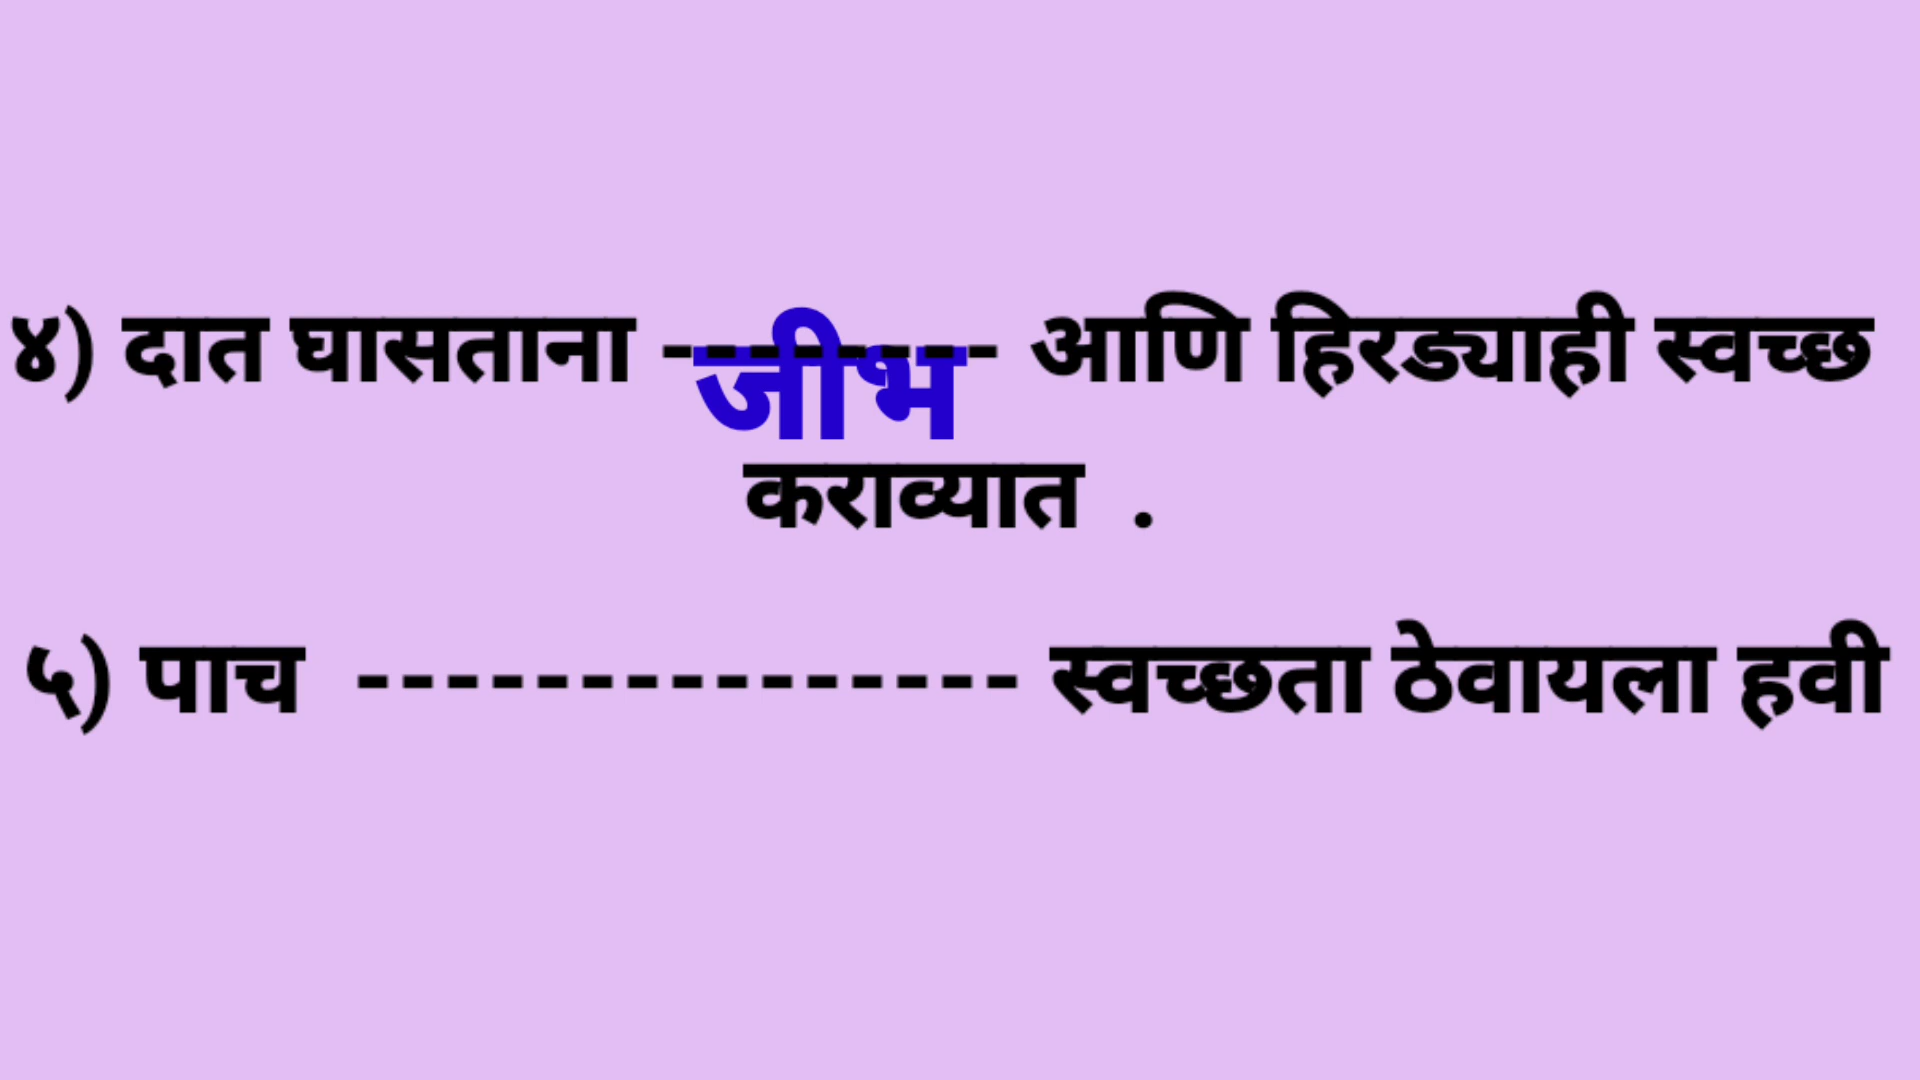 ४) दात घासताना -------- जीभ आणि हिरड्याही स्वच्छ
कराव्यात .
५) पाच --------------- स्वच्छता ठेवायला हवी